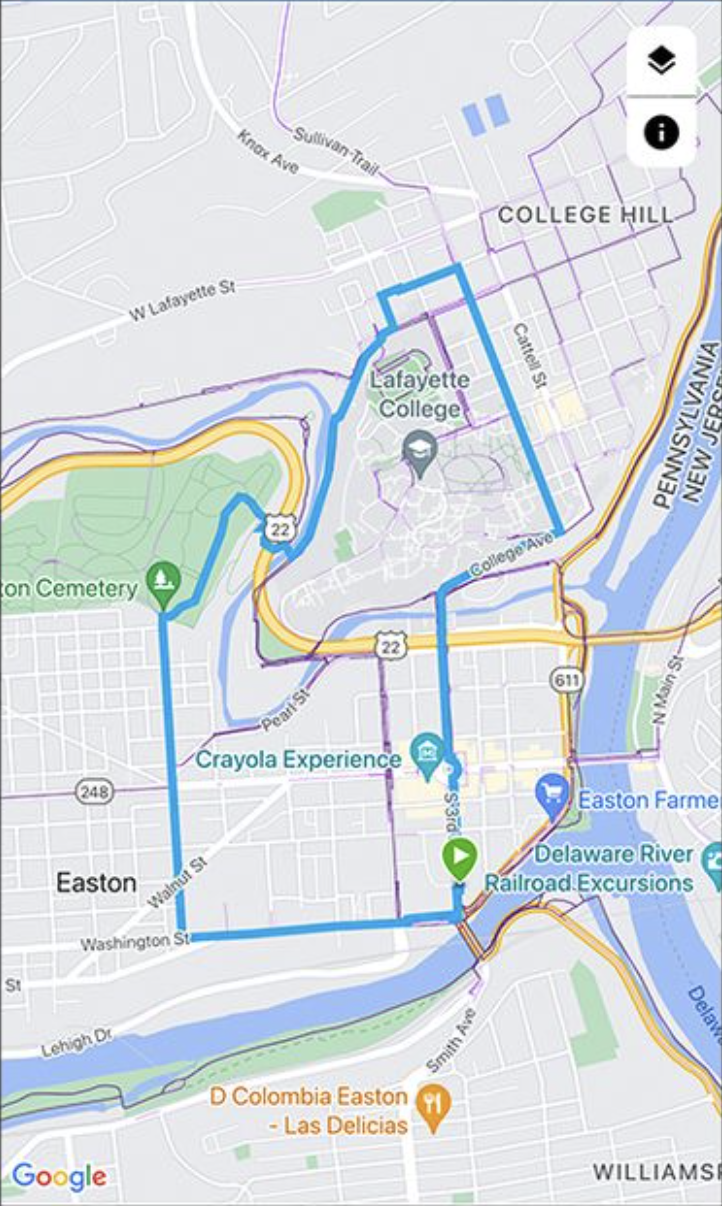 Sullivan-Trail
Knox Ave
COLLEGE HILL
W Lafayette St
Cattell St
PENNSYLVANIA
NEW JERSEY
Lafayette
College
22
College Ave
ton Cemetery
22
611
N Main St
Pearl St
Crayola Experience
248
S 3rd
Easton Farme
Delaware River
Railroad Excursions
Easton
Walnut St
Washington St
St
Delaw
Lehigh Dr
Smith Ave
D Colombia Easton
- Las Delicias
Google
WILLIAMSP